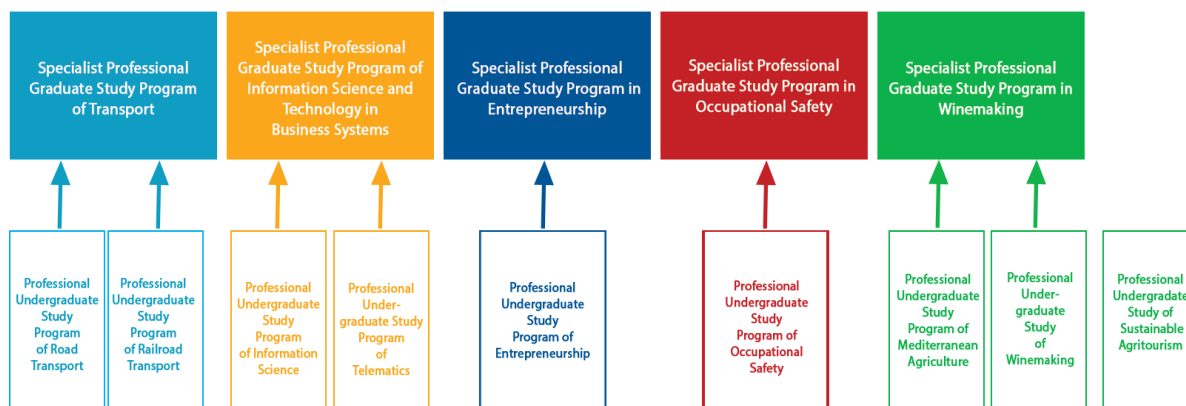 Specialist Professional
Graduate Study Program
of Transport
Specialist Professional
Graduate Study Program of
Information Science and
Technology in
Business Systems
Specialist Professional
Graduate Study Program in
Entrepreneurship
Specialist Professional
Graduate Study Program in
Occupational Safety
Specialist Professional
Graduate Study Program in
Winemaking
Professional
Undergraduate
Study
Program
of Road
Transport
Professional
Undergraduate
Study
Program
of Railroad
Transport
Professional
Undergraduate
Study
Program
of Information
Science
Professional
Under-
graduate Study
Program
of
Telematics
Professional
Undergraduate
Study
Program of
Entrepreneurship
Professional
Undergraduate
Study
Program of
Occupational
Safety
Professional
Undergraduate
Study
Program of
Mediterranean
Agriculture
Professional
Under-
graduate
Study
of
Winemaking
Professional
Undergradate
Study of
Sustainable
Agritourism